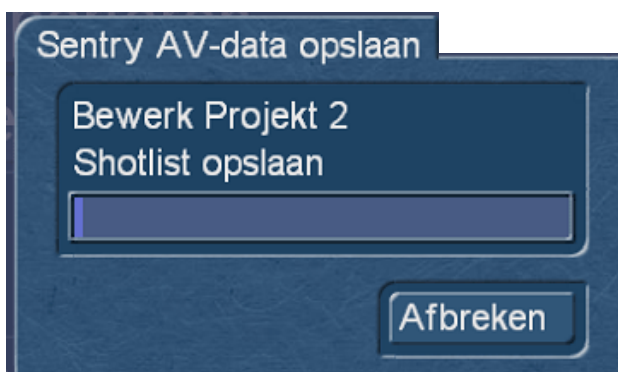 Sentry AV-data opslaan
Bewerk Projekt 2
Shotlist opslaan
Afbreken